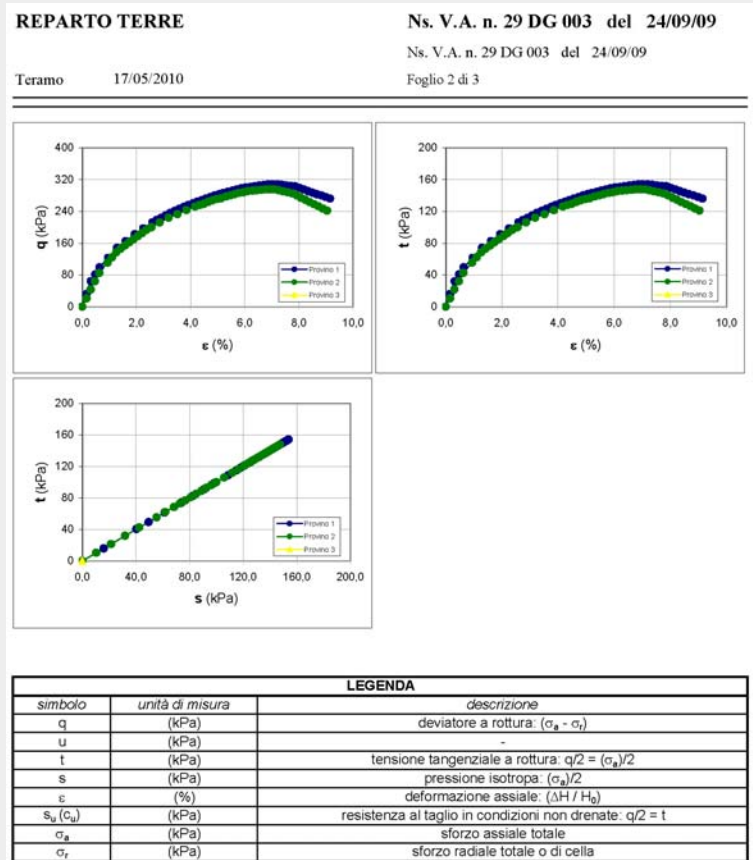 REPARTO TERRE
Ns. V.A. n. 29 DG 003 del 24/09/09
Ns. V.A. n. 29 DG 003 del 24/09/09
Teramo 17/05/2010 Foglio 2 di 3
400
320
240
160
80
0
q (kPa)
0,0 2,0 4,0 6,0 8,0 10,0
ε (%)
Provino 1
Provino 2
Provino 3
200
160
120
80
40
0
t (kPa)
0,0 2,0 4,0 6,0 8,0 10,0
ε (%)
Provino 1
Provino 2
Provino 3
200
160
120
80
40
0
t (kPa)
0,0 40,0 80,0 120,0 160,0 200,0
s (kPa)
Provino 1
Provino 2
Provino 3
LEGENDA
simbolo unità di misura descrizione
q (kPa) deviatore a rottura: (σa - σr)
u (kPa) -
t (kPa) tensione tangenziale a rottura: q/2 = (σa)/2
s (kPa) pressione isotropa: (σa)/2
ε (%) deformazione assiale: (ΔH / H0)
su (cu) (kPa) resistenza al taglio in condizioni non drenate: q/2 = t
σa (kPa) sforzo assiale totale
σr (kPa) sforzo radiale totale o di cella